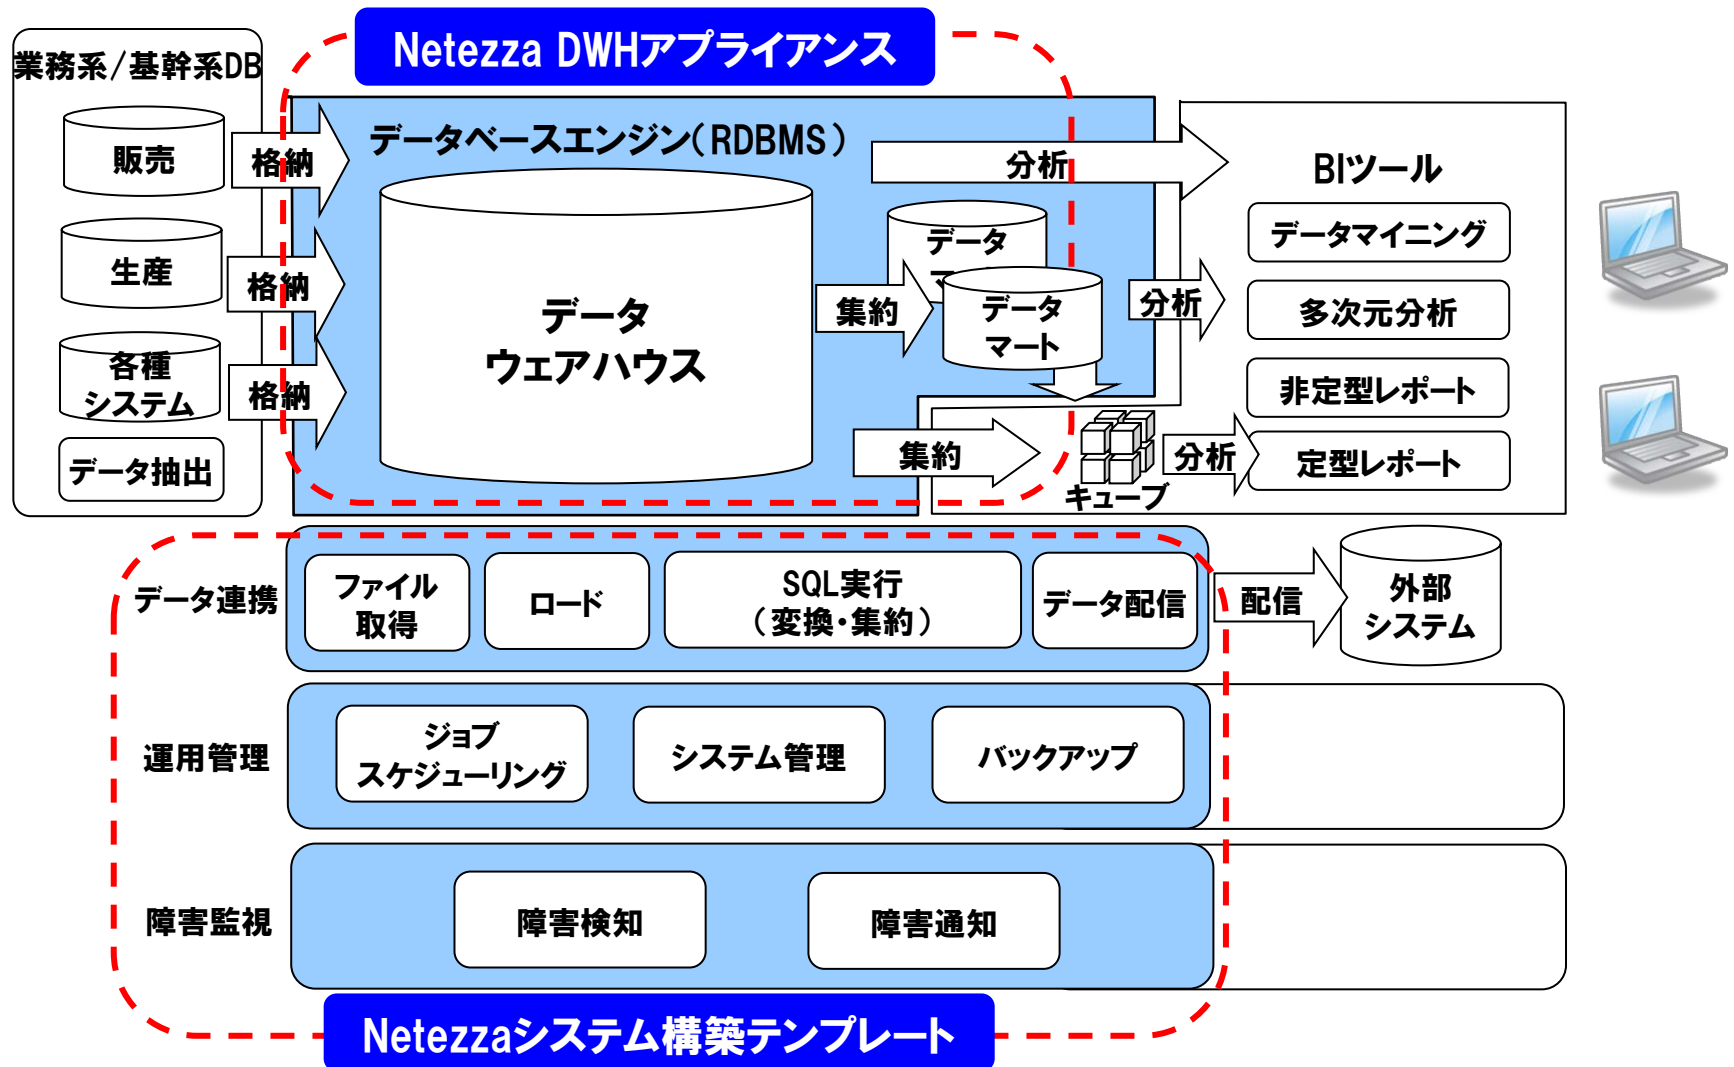 Netezza DWHアプライアンス
業務系/基幹系DB
販売
生産
各種
システム
データ抽出
格納
格納
格納
データベースエンジン(RDBMS)
データ
ウェアハウス
集約
集約
データ
マ
データ
マート
分析
分析
分析
キューブ
BIツール
データマイニング
多次元分析
非定型レポート
定型レポート
データ連携
ファイル
取得
ロード
SQL実行
(変換・集約)
データ配信
配信
外部
システム
運用管理
ジョブ
スケジューリング
システム管理
バックアップ
障害監視
障害検知
障害通知
Netezzaシステム構築テンプレート